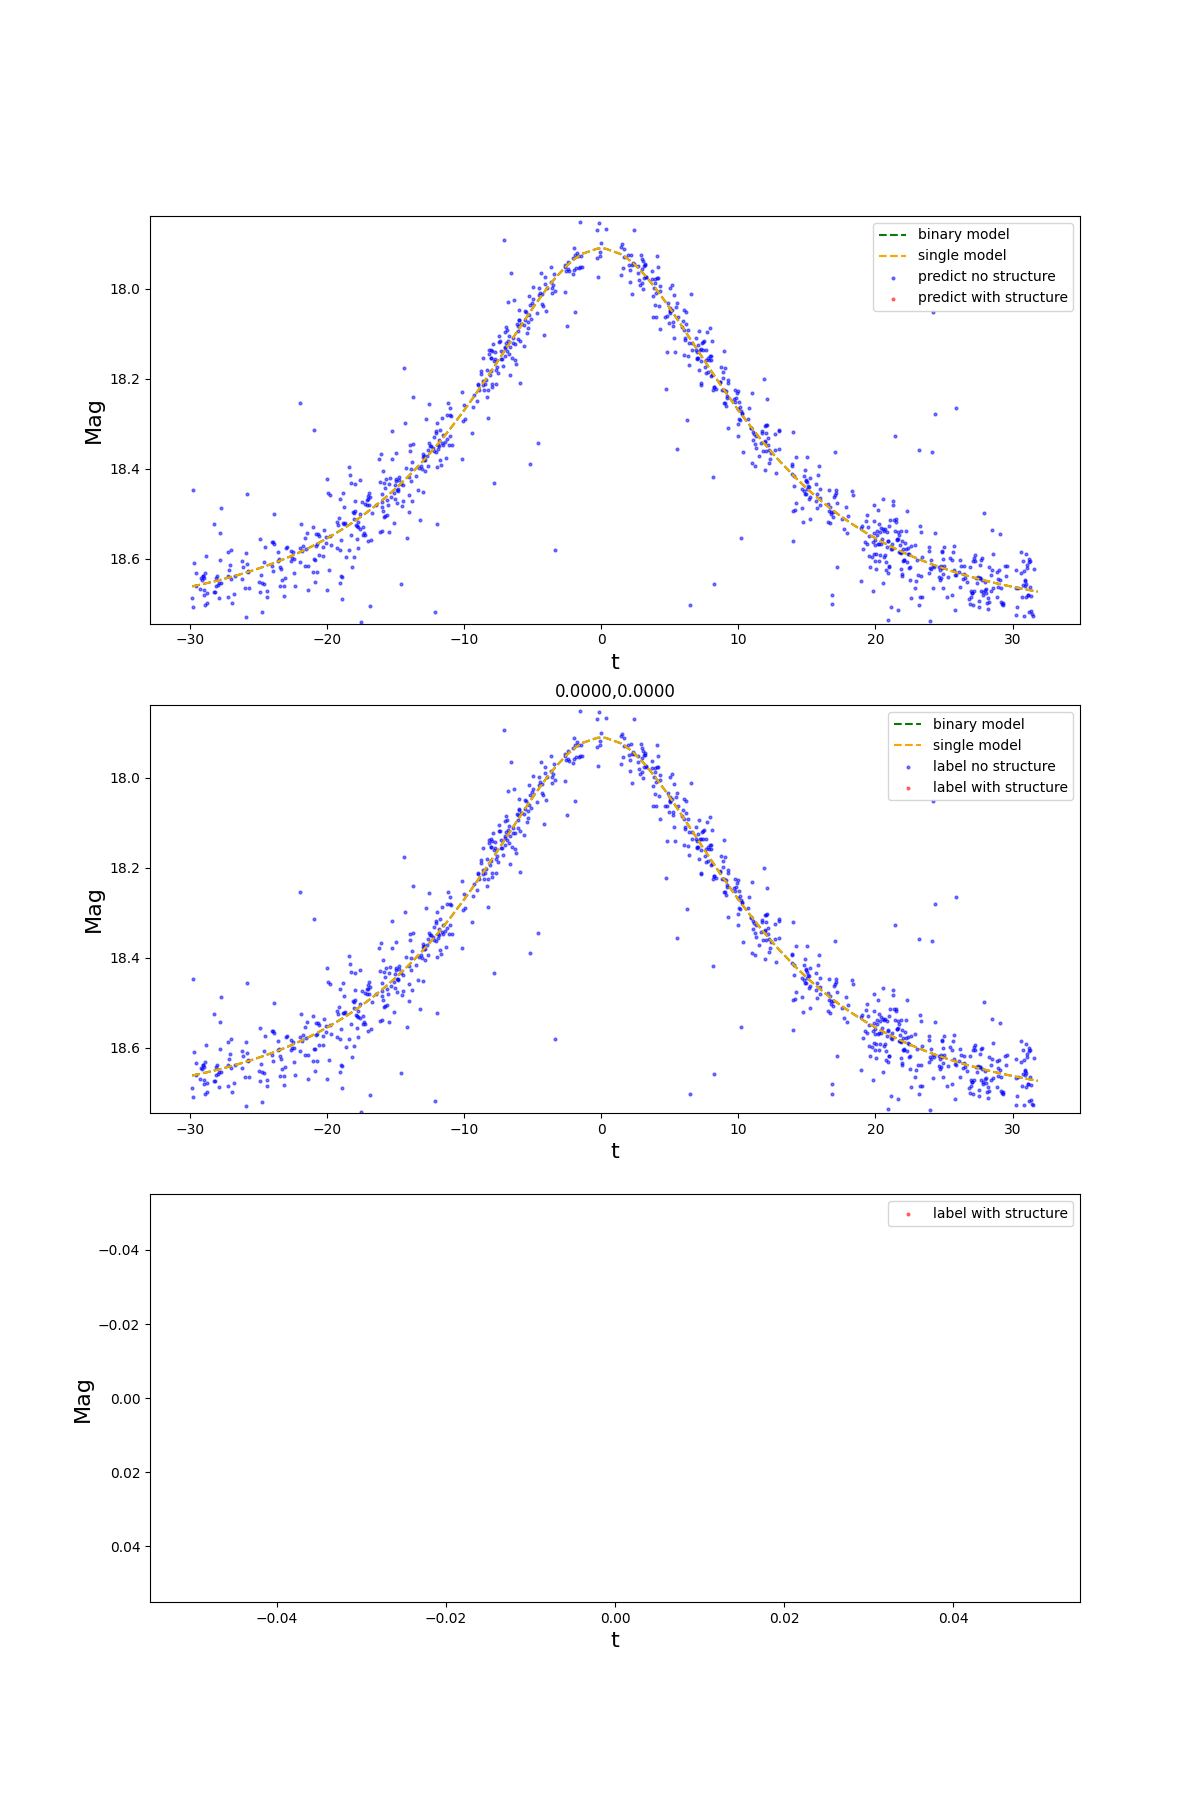 binary model
single model
predict no structure
predict with structure
18.0
18.2
18.4
18.6
Mag
−30
−20
−10
0
10
20
30
t
0.0000,0.0000
binary model
single model
label no structure
label with structure
18.0
18.2
18.4
18.6
Mag
−30
−20
−10
0
10
20
30
t
label with structure
−0.04
−0.02
0.00
0.02
0.04
Mag
−0.04
−0.02
0.00
0.02
0.04
t